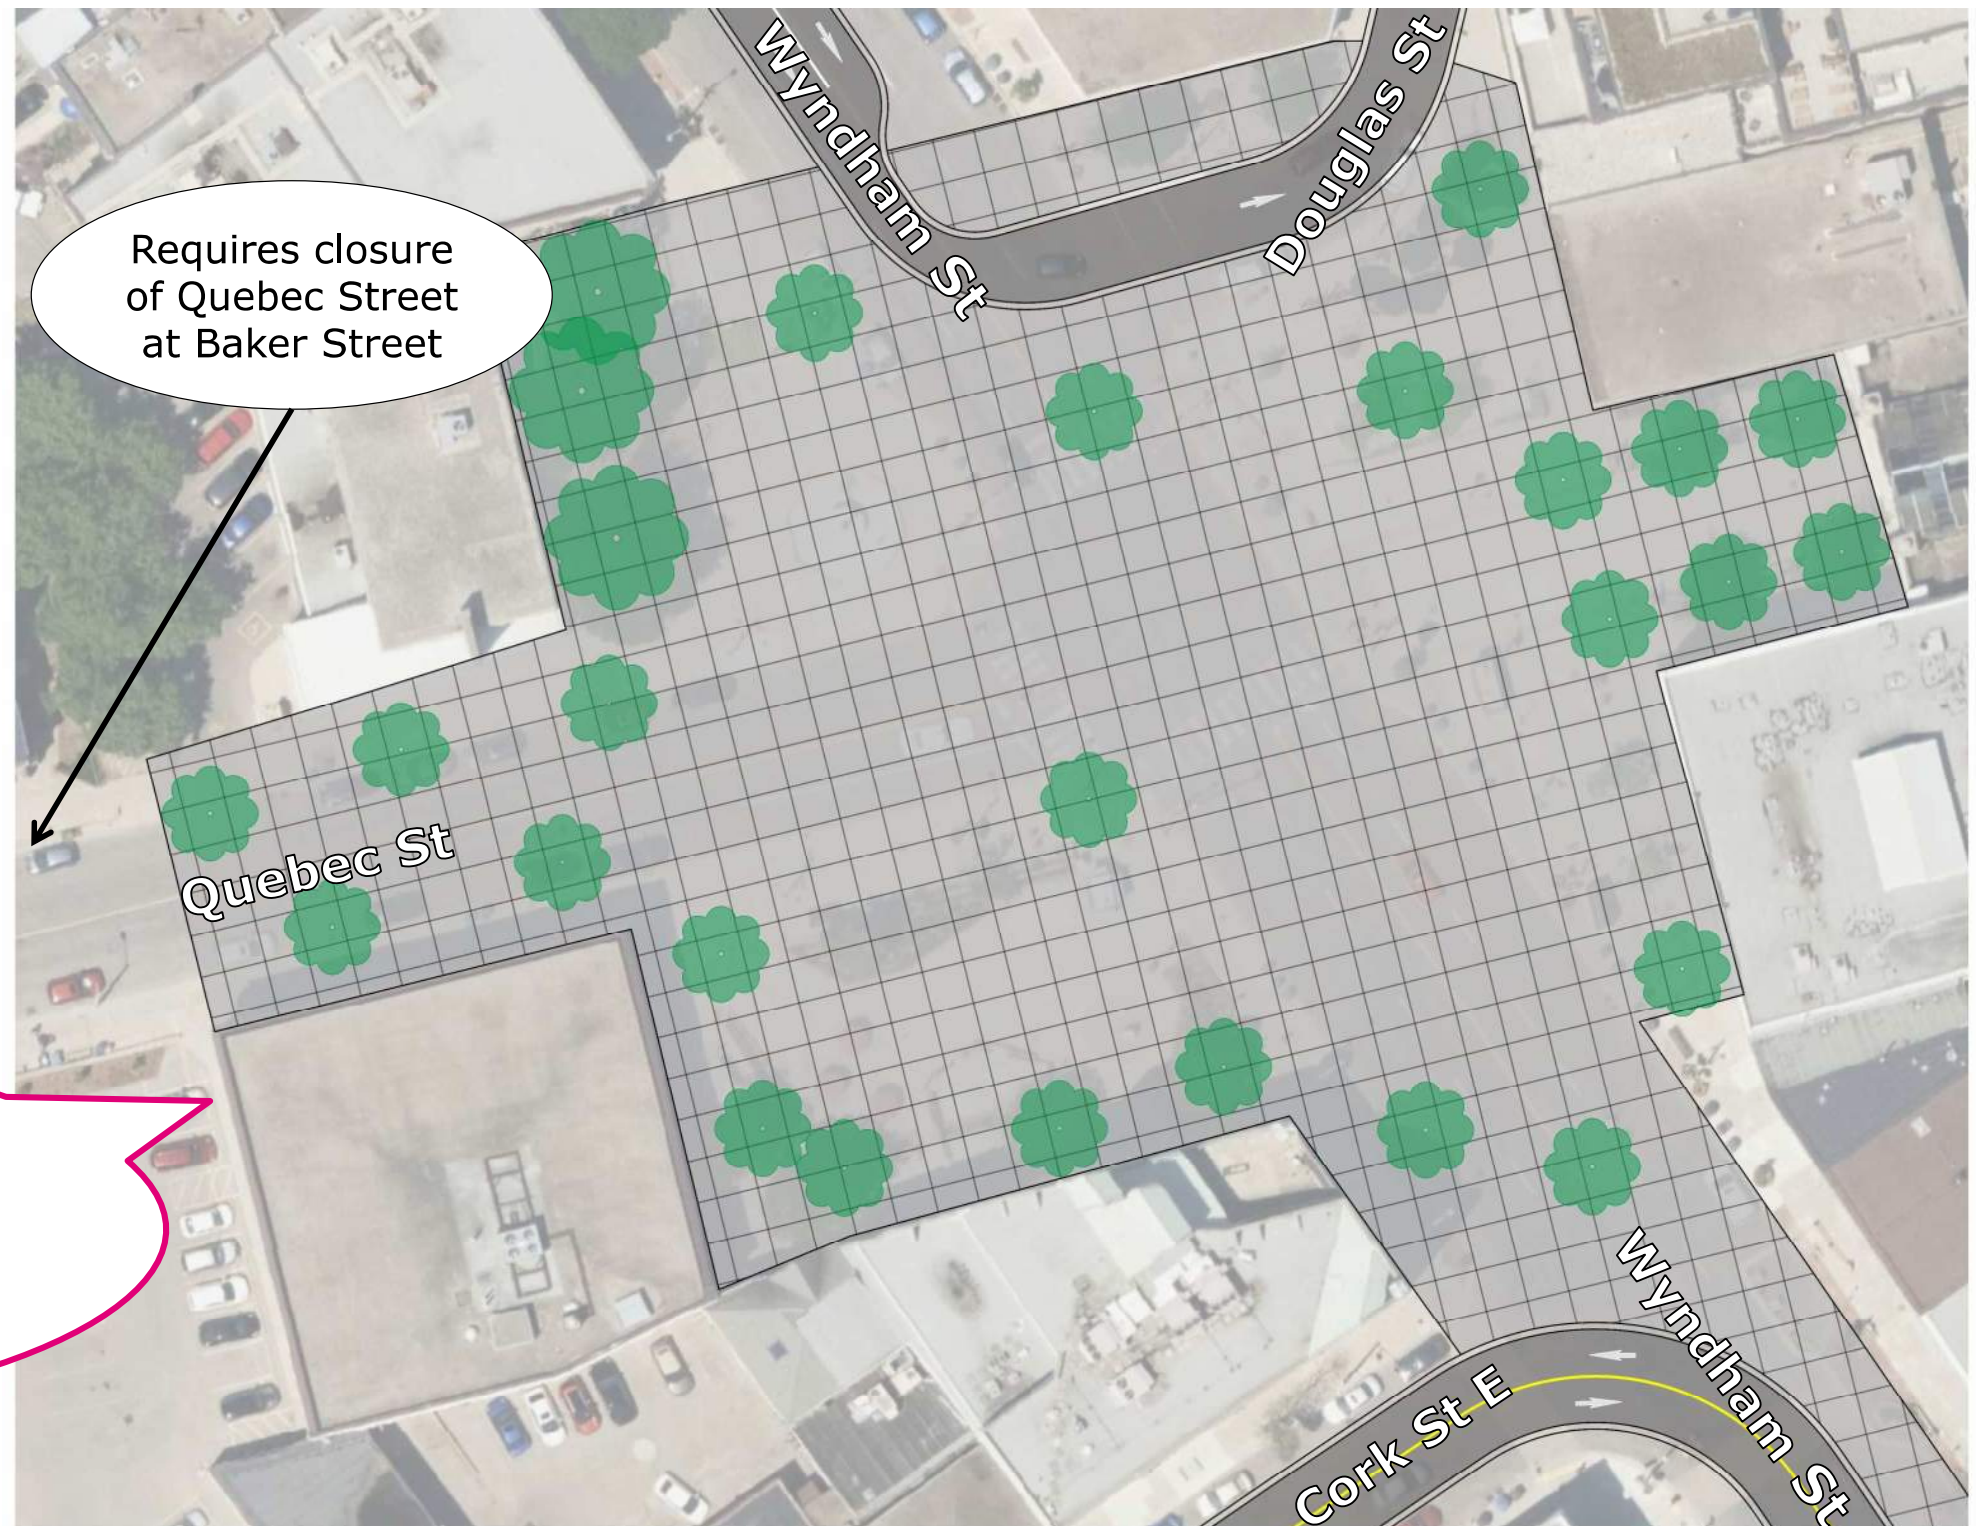 Wyndham St
Douglas St
Requires closure
of Quebec Street
at Baker Street
Quebec St
Wyndham St
Cork St E